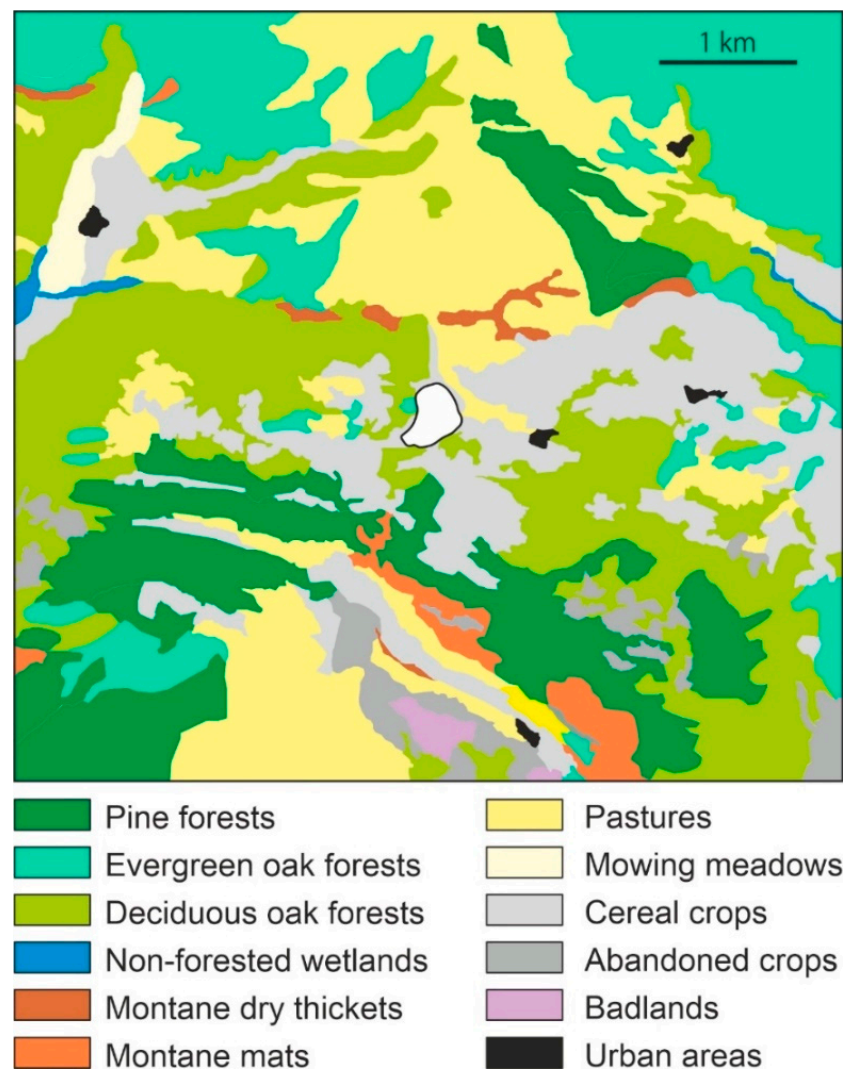 1 km
Pine forests
Evergreen oak forests
Deciduous oak forests
Non-forested wetlands
Montane dry thickets
Montane mats
Pastures
Mowing meadows
Cereal crops
Abandoned crops
Badlands
Urban areas